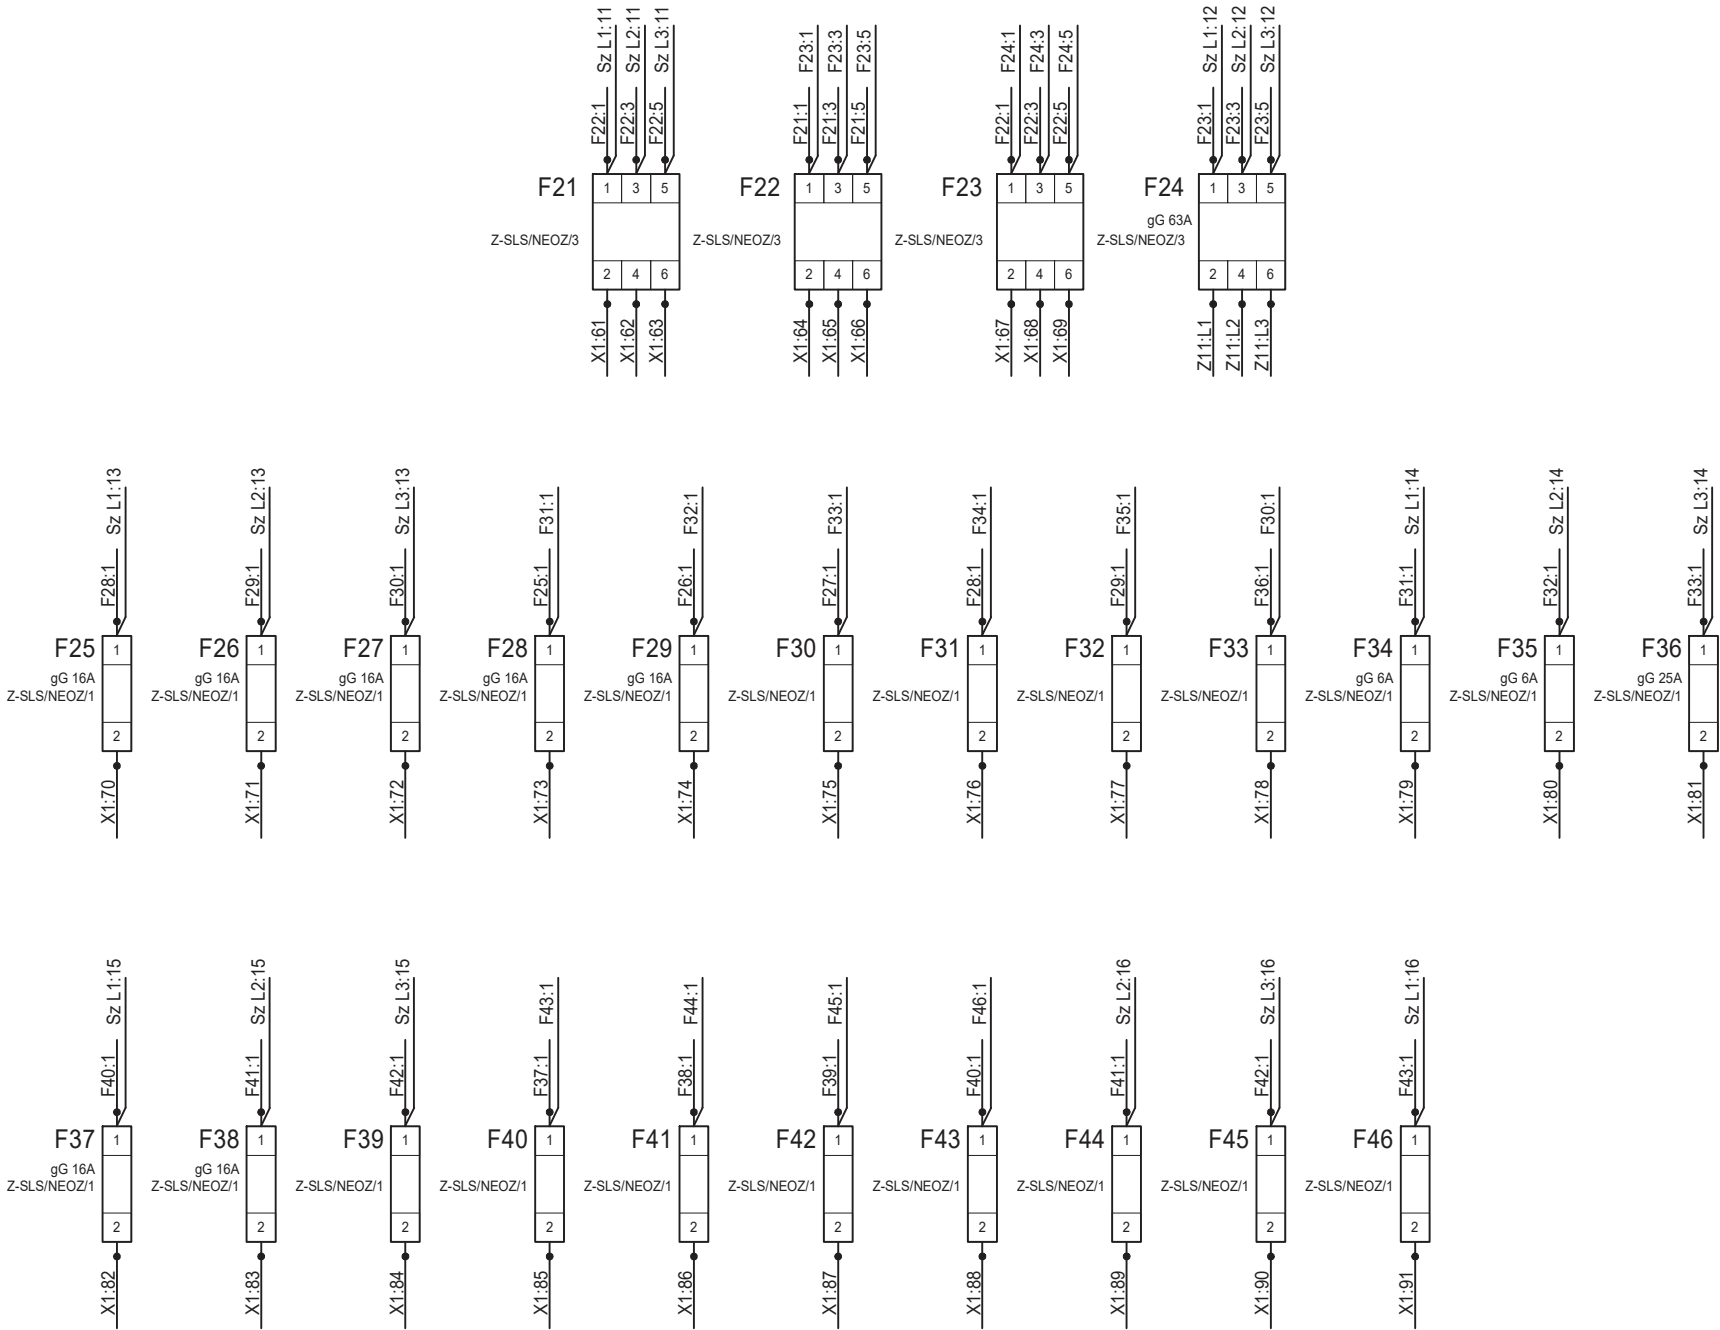 F22:1 Sz L1:11 F22:3 Sz L2:11 F22:5 Sz L3:11
F21
Z-SLS/NEOZ/3
1 3 5
2 4 6
X1:61 X1:62 X1:63
F21:1 F23:1 F21:3 F23:3 F21:5 F23:5
F22
Z-SLS/NEOZ/3
1 3 5
2 4 6
X1:64 X1:65 X1:66
F22:1 F24:1 F22:3 F24:3 F22:5 F24:5
F23
Z-SLS/NEOZ/3
1 3 5
2 4 6
X1:67 X1:68 X1:69
F23:1 Sz L1:12 F23:3 Sz L2:12 F23:5 Sz L3:12
F24
gG 63A
Z-SLS/NEOZ/3
1 3 5
2 4 6
Z11:L1 Z11:L2 Z11:L3
F28:1 Sz L1:13
F25 1
gG 16A
Z-SLS/NEOZ/1
2
X1:70
F29:1 Sz L2:13
F26 1
gG 16A
Z-SLS/NEOZ/1
2
X1:71
F30:1 Sz L3:13
F27 1
gG 16A
Z-SLS/NEOZ/1
2
X1:72
F25:1 F31:1
F28 1
gG 16A
Z-SLS/NEOZ/1
2
X1:73
F26:1 F32:1
F29 1
gG 16A
Z-SLS/NEOZ/1
2
X1:74
F27:1 F33:1
F30 1
Z-SLS/NEOZ/1
2
X1:75
F28:1 F34:1
F31 1
Z-SLS/NEOZ/1
2
X1:76
F29:1 F35:1
F32 1
Z-SLS/NEOZ/1
2
X1:77
F36:1 F30:1
F33 1
Z-SLS/NEOZ/1
2
X1:78
F31:1 Sz L1:14
F34 1
gG 6A
Z-SLS/NEOZ/1
2
X1:79
F32:1 Sz L2:14
F35 1
gG 6A
Z-SLS/NEOZ/1
2
X1:80
F33:1 Sz L3:14
F36 1
gG 25A
Z-SLS/NEOZ/1
2
X1:81
F40:1 Sz L1:15
F37 1
gG 16A
Z-SLS/NEOZ/1
2
X1:82
F41:1 Sz L2:15
F38 1
gG 16A
Z-SLS/NEOZ/1
2
X1:83
F42:1 Sz L3:15
F39 1
Z-SLS/NEOZ/1
2
X1:84
F37:1 F43:1
F40 1
Z-SLS/NEOZ/1
2
X1:85
F38:1 F44:1
F41 1
Z-SLS/NEOZ/1
2
X1:86
F39:1 F45:1
F42 1
Z-SLS/NEOZ/1
2
X1:87
F40:1 F46:1
F43 1
Z-SLS/NEOZ/1
2
X1:88
F41:1 Sz L2:16
F44 1
Z-SLS/NEOZ/1
2
X1:89
F42:1 Sz L3:16
F45 1
Z-SLS/NEOZ/1
2
X1:90
F43:1 Sz L1:16
F46 1
Z-SLS/NEOZ/1
2
X1:91